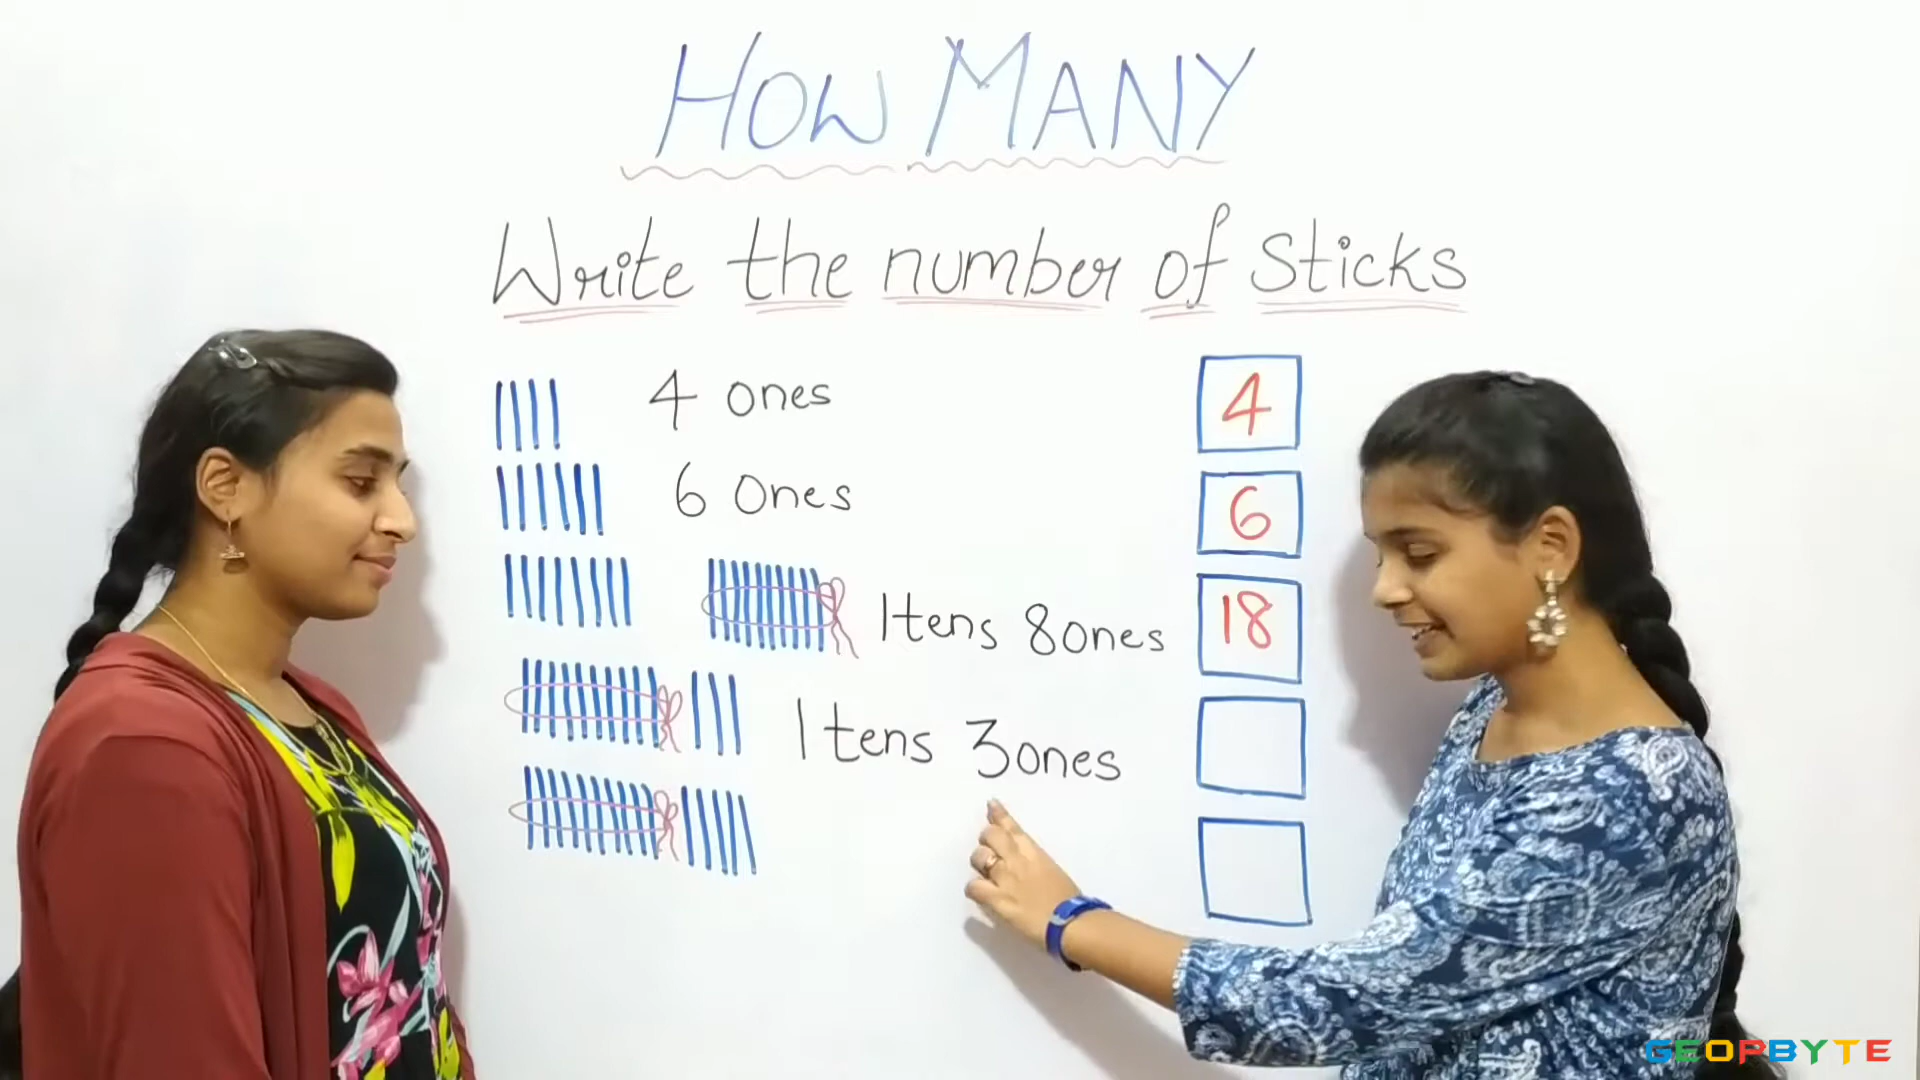 HOW MANY
Write the number of Sticks
4 ones 4
6 Ones 6
1tens 8ones 18
1 tens 3ones
GEOPBYTE